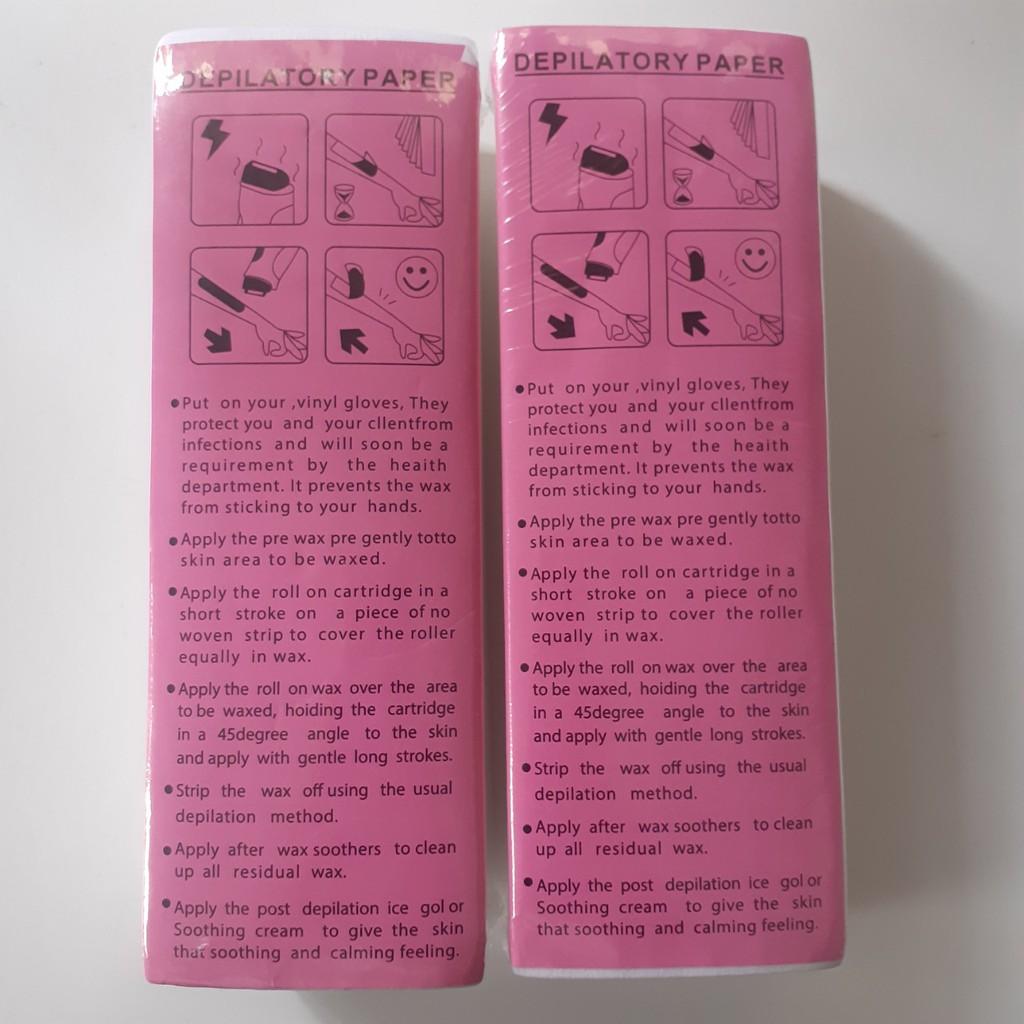 DEPILATORY PAPER
• Put on your ,vinyl gloves, They
protect you and your cllentfrom
infections and will soon be a
requirement by the heaith
department. It prevents the wax
from sticking to your hands.
• Apply the pre wax pre gently totto
skin area to be waxed.
• Apply the roll on cartridge in a
short stroke on a piece of no
woven strip to cover the roller
equally in wax.
• Apply the roll on wax over the area
to be waxed, hoiding the cartridge
in a 45degree angle to the skin
and apply with gentle long strokes.
• Strip the wax off using the usual
depilation method.
• Apply after wax soothers to clean
up all residual wax.
• Apply the post depilation ice gol or
Soothing cream to give the skin
that soothing and calming feeling.
DEPILATORY PAPER
• Put on your ,vinyl gloves, They
protect you and your cllentfrom
infections and will soon be a
requirement by the heaith
department. It prevents the wax
from sticking to your hands.
• Apply the pre wax pre gently totto
skin area to be waxed.
• Apply the roll on cartridge in a
short stroke on a piece of no
woven strip to cover the roller
equally in wax.
• Apply the roll on wax over the area
to be waxed, hoiding the cartridge
in a 45degree angle to the skin
and apply with gentle long strokes.
• Strip the wax off using the usual
depilation method.
• Apply after wax soothers to clean
up all residual wax.
• Apply the post depilation ice gol or
Soothing cream to give the skin
that soothing and calming feeling.